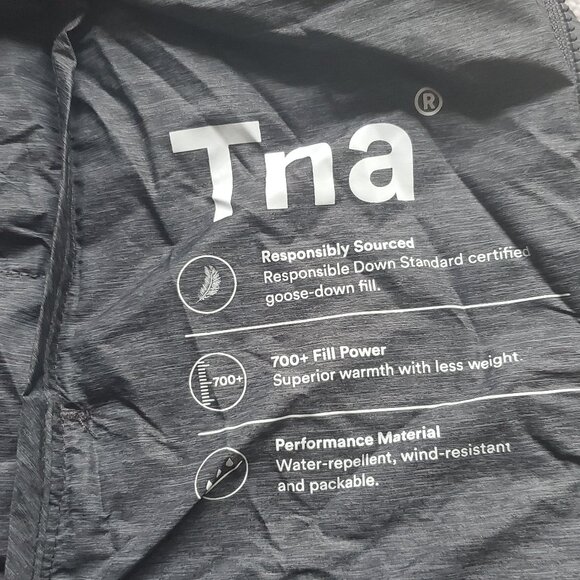 Tna®
Responsibly Sourced
Responsible Down Standard certified
goose-down fill.
700+
700+ Fill Power
Superior warmth with less weight.
Performance Material
Water-repellent, wind-resistant
and packable.